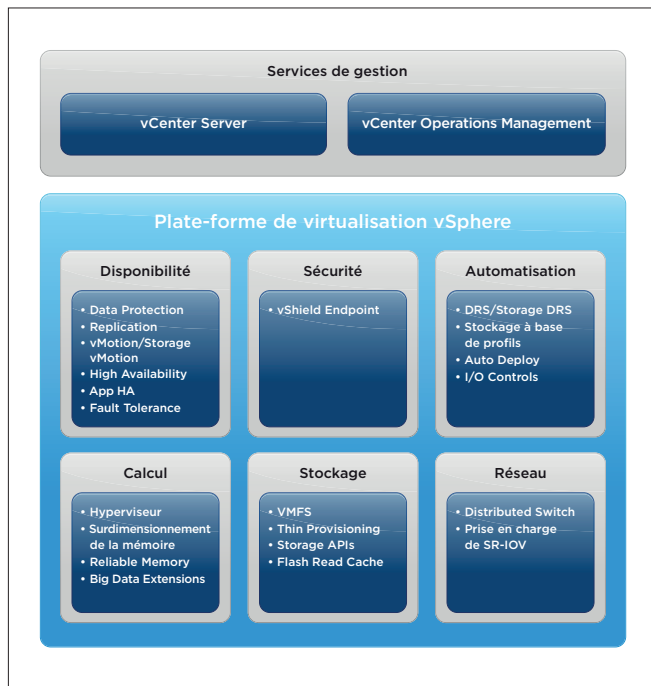 Services de gestion
vCenter Server
vCenter Operations Management
Plate-forme de virtualisation vSphere
Disponibilité
• Data Protection
• Replication
• vMotion/Storage
vMotion
• High Availability
• App HA
• Fault Tolerance
Sécurité
• vShield Endpoint
Automatisation
• DRS/Storage DRS
• Stockage à base
de profils
• Auto Deploy
• I/O Controls
Calcul
• Hyperviseur
• Surdimensionnement
de la mémoire
• Reliable Memory
• Big Data Extensions
Stockage
• VMFS
• Thin Provisioning
• Storage APIs
• Flash Read Cache
Réseau
• Distributed Switch
• Prise en charge
de SR-IOV